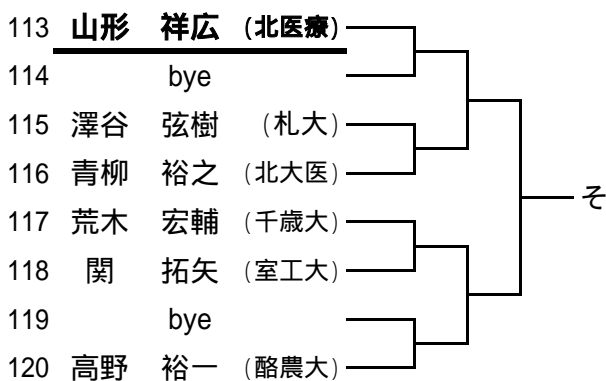 113 山形 祥広 (北医療)
114 bye
115 澤谷 弦樹 (札大)
116 青柳 裕之 (北大医)
117 荒木 宏輔 (千歳大)
118 関 拓矢 (室工大)
119 bye
120 高野 裕一 (酪農大)
そ